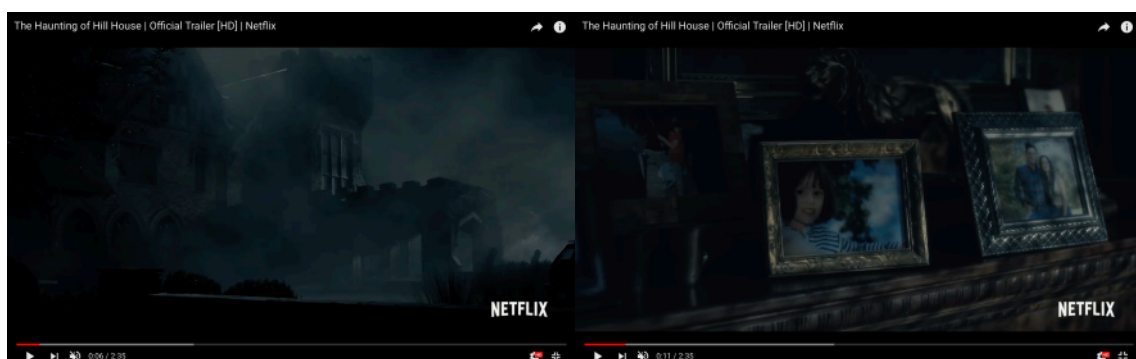 The Haunting of Hill House | Official Trailer [HD] | Netflix
NETFLIX
0:06 / 2:35
The Haunting of Hill House | Official Trailer [HD] | Netflix
NETFLIX
0:11 / 2:35